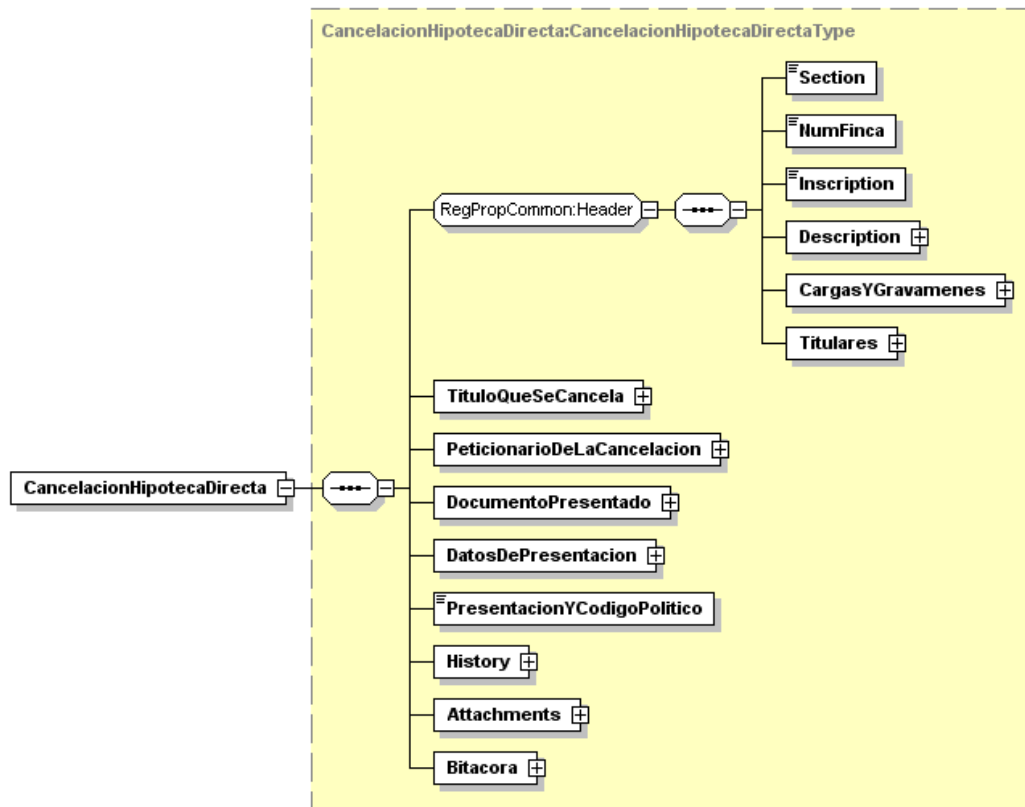 CancelacionHipotecaDirecta:CancelacionHipotecaDirectaType
Section
NumFinca
Inscription
RegPropCommon:Header
Description
CargasYGravamenes
Titulares
TituloQueSeCancela
PeticionarioDeLaCancelacion
CancelacionHipotecaDirecta
DocumentoPresentado
DatosDePresentacion
PresentacionYCodigoPolitico
History
Attachments
Bitacora